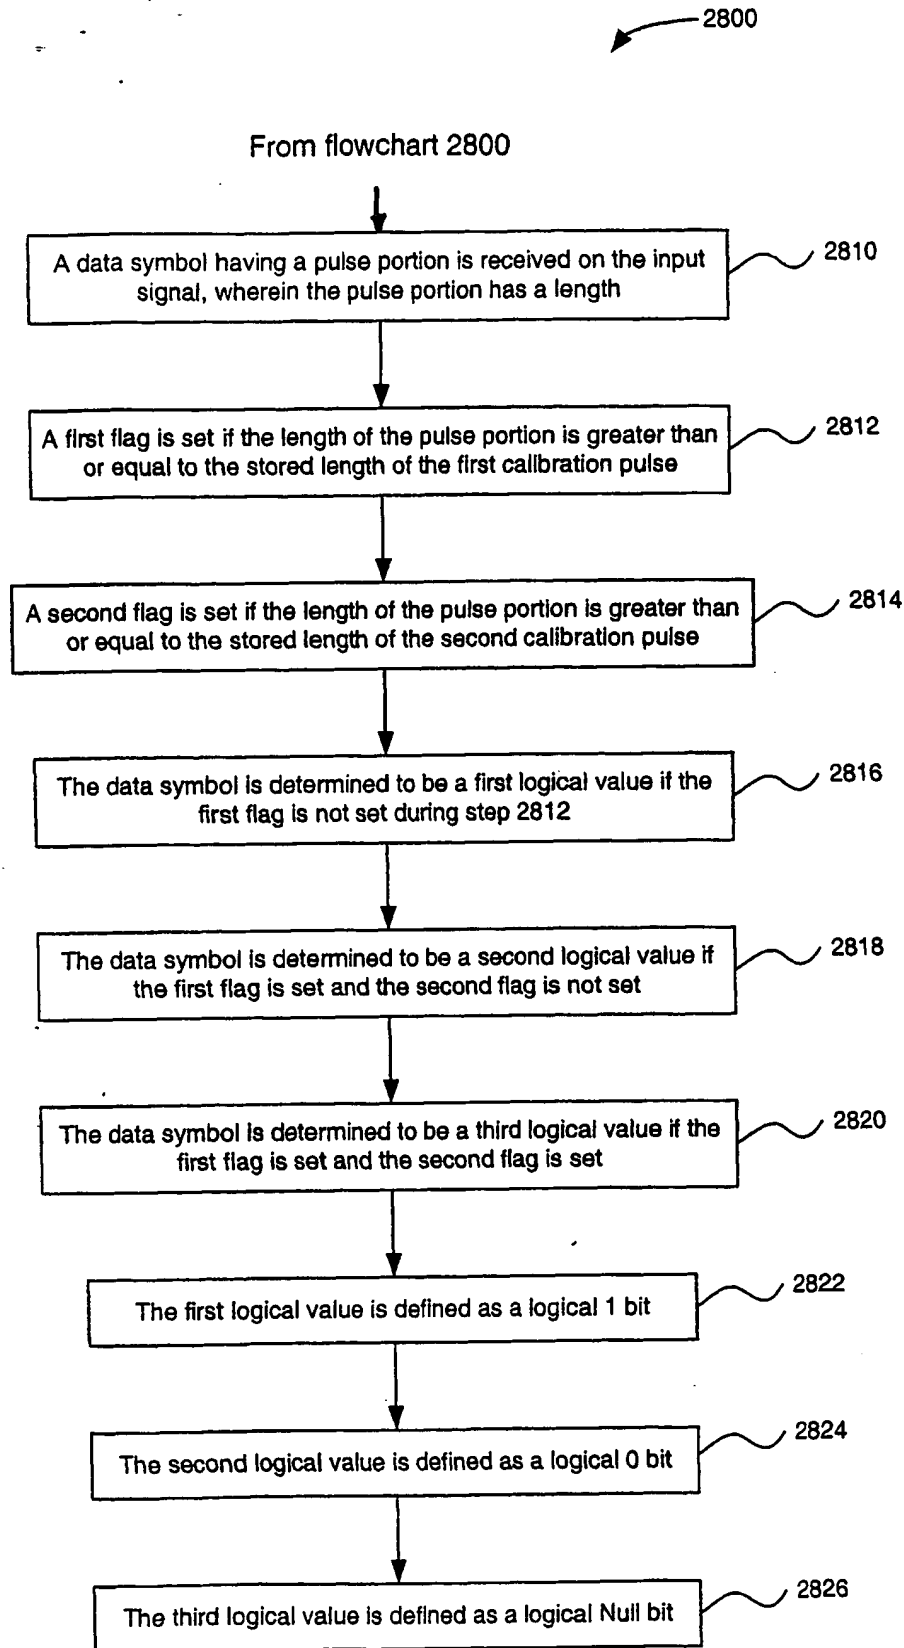 2800
From flowchart 2800
A data symbol having a pulse portion is received on the input
signal, wherein the pulse portion has a length
2810
A first flag is set if the length of the pulse portion is greater than
or equal to the stored length of the first calibration pulse
2812
A second flag is set if the length of the pulse portion is greater than
or equal to the stored length of the second calibration pulse
2814
The data symbol is determined to be a first logical value if the
first flag is not set during step 2812
2816
The data symbol is determined to be a second logical value if
the first flag is set and the second flag is not set
2818
The data symbol is determined to be a third logical value if the
first flag is set and the second flag is set
2820
The first logical value is defined as a logical 1 bit
2822
The second logical value is defined as a logical 0 bit
2824
The third logical value is defined as a logical Null bit
2826